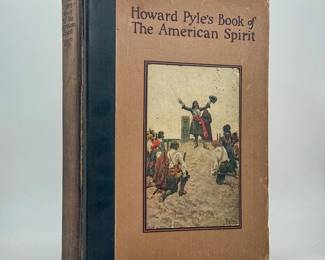 Howard Pyle's Book of
The American Spirit